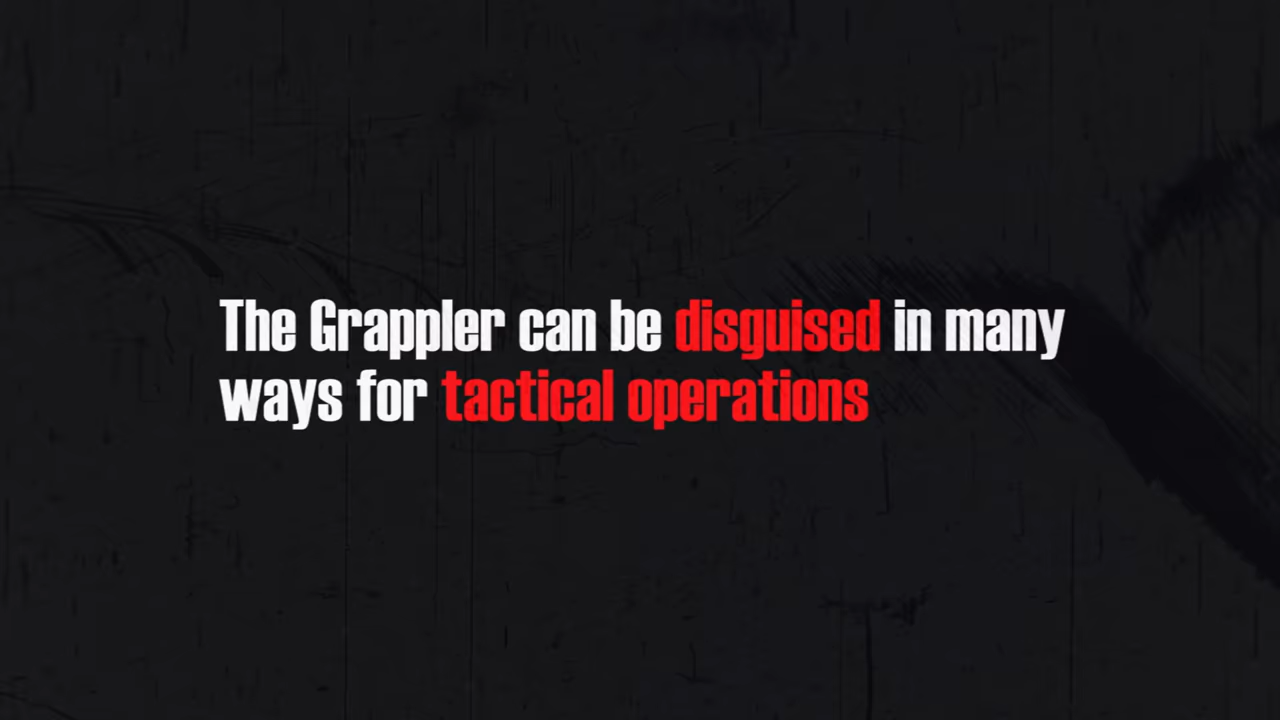 The Grappler can be disguised in many
ways for tactical operations